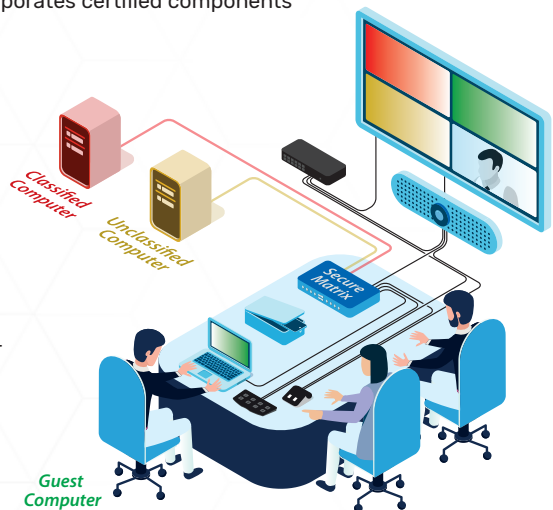 porates certified components
Classified
Computer
Unclassified
Computer
Secure
Matrix
Guest
Computer